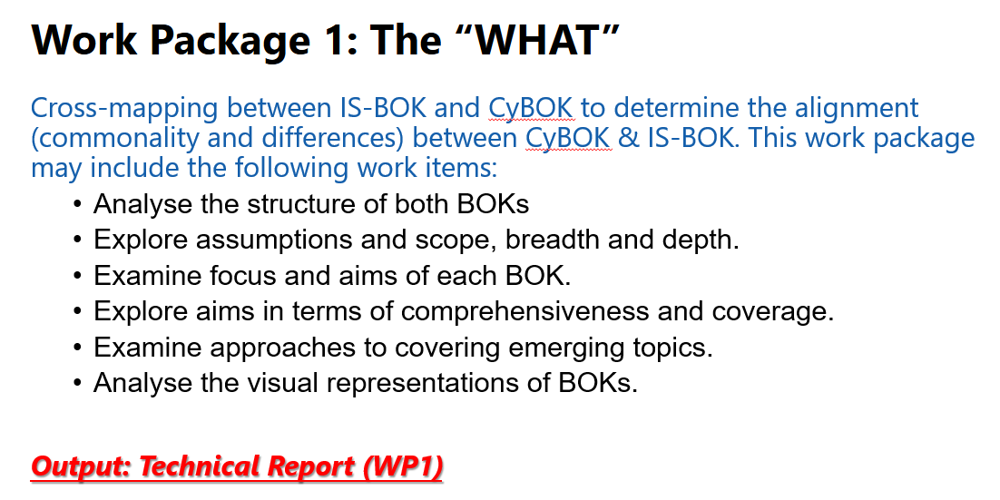 Work Package 1: The “WHAT”
Cross-mapping between IS-BOK and CyBOK to determine the alignment
(commonality and differences) between CyBOK & IS-BOK. This work package
may include the following work items:
• Analyse the structure of both BOKs
• Explore assumptions and scope, breadth and depth.
• Examine focus and aims of each BOK.
• Explore aims in terms of comprehensiveness and coverage.
• Examine approaches to covering emerging topics.
• Analyse the visual representations of BOKs.
Output: Technical Report (WP1)